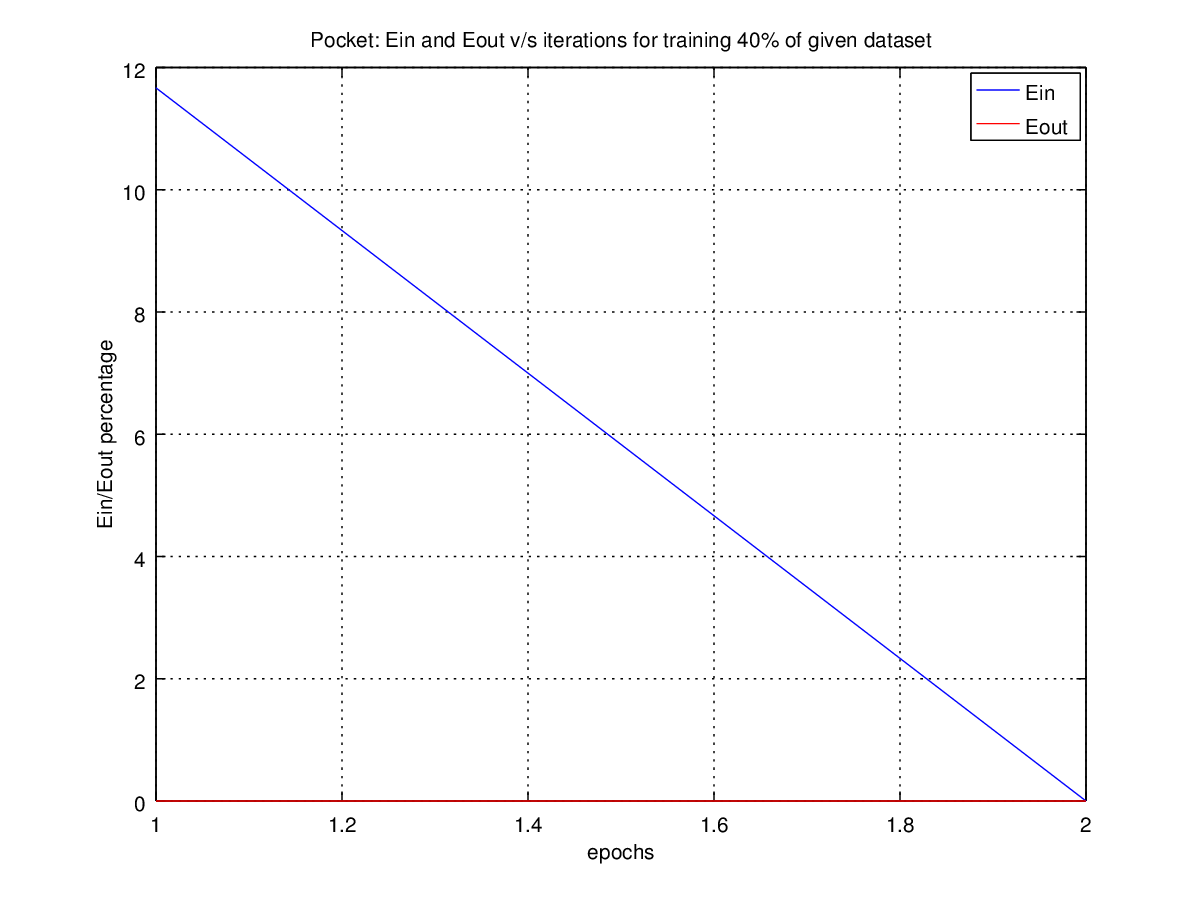 Pocket: Ein and Eout v/s iterations for training 40% of given dataset
12
10
8
6
4
2
0
Ein/Eout percentage
Ein
Eout
1
1.2
1.4
1.6
1.8
2
epochs